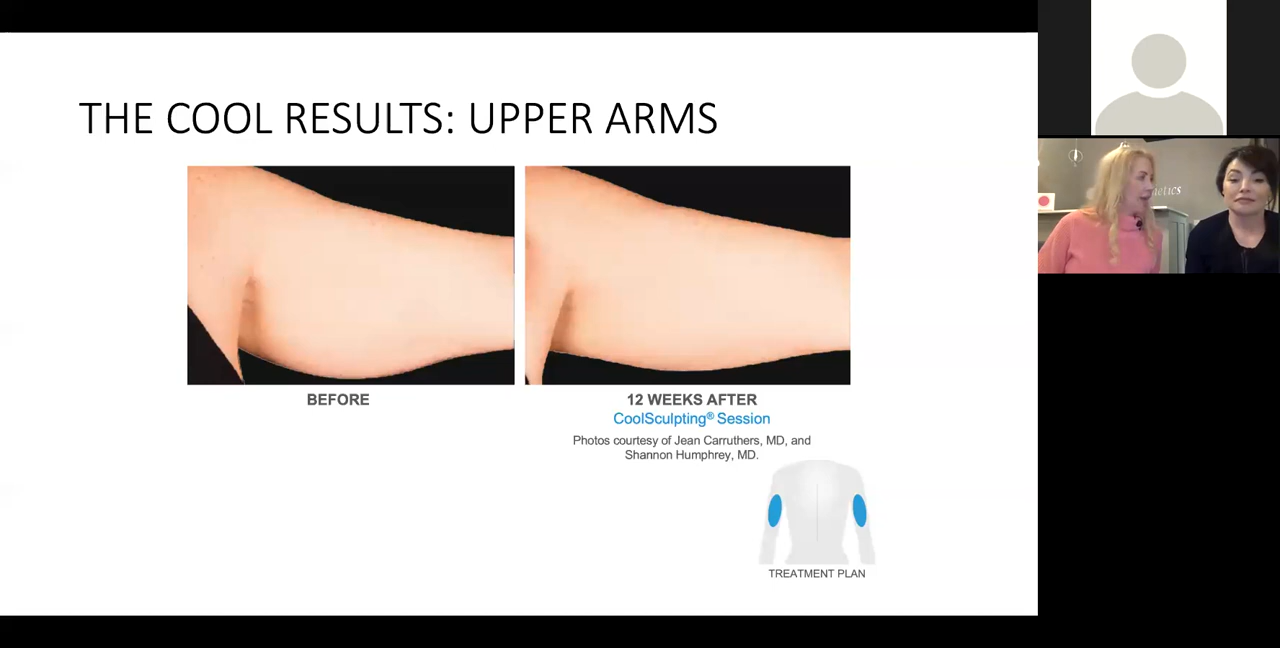 THE COOL RESULTS: UPPER ARMS
BEFORE
12 WEEKS AFTER
CoolSculpting® Session
Photos courtesy of Jean Carruthers, MD, and
Shannon Humphrey, MD.
TREATMENT PLAN